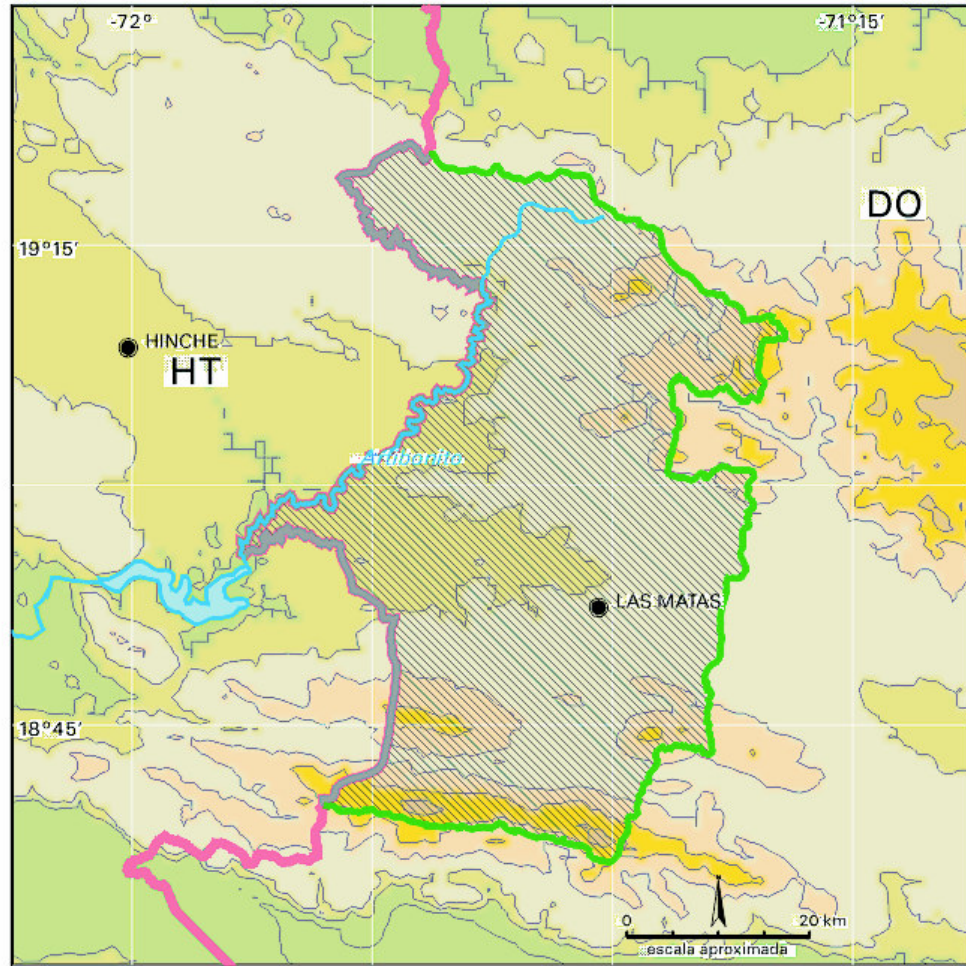 -72°
-71°15'
DO
19°15'
HINCHE
HT
Artibonito
LAS MATAS
18°45'
0 20 km
escala aproximada